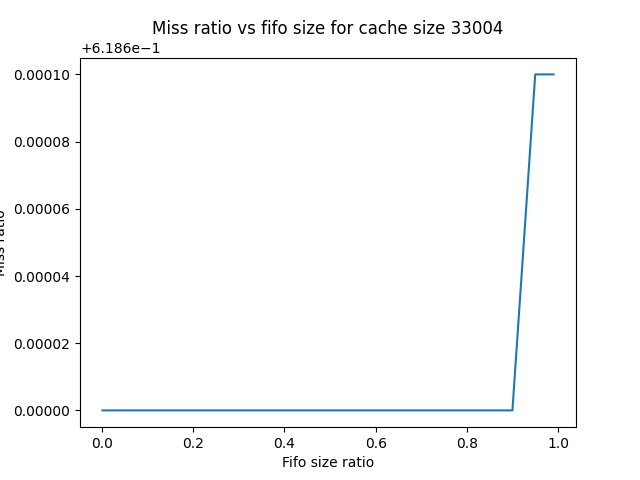 Miss ratio vs fifo size for cache size 33004
+6.186e−1
0.00010
0.00008
0.00006
0.00004
0.00002
0.00000
Miss ratio
0.0 0.2 0.4 0.6 0.8 1.0
Fifo size ratio